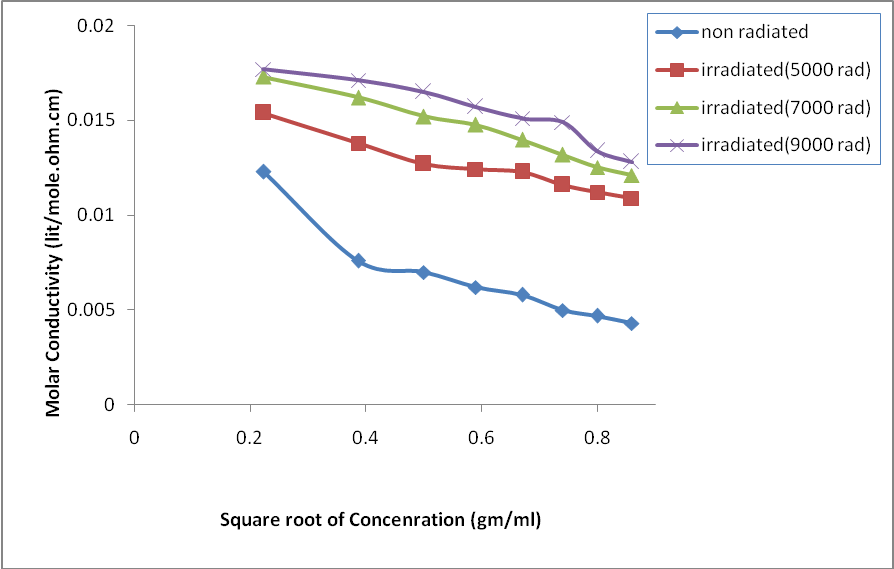 0.02
0.015
0.01
0.005
0
0
0.2
0.4
0.6
0.8
Molar Conductivity (lit/mole.ohm.cm)
Square root of Concenration (gm/ml)
non radiated
irradiated(5000 rad)
irradiated(7000 rad)
irradiated(9000 rad)